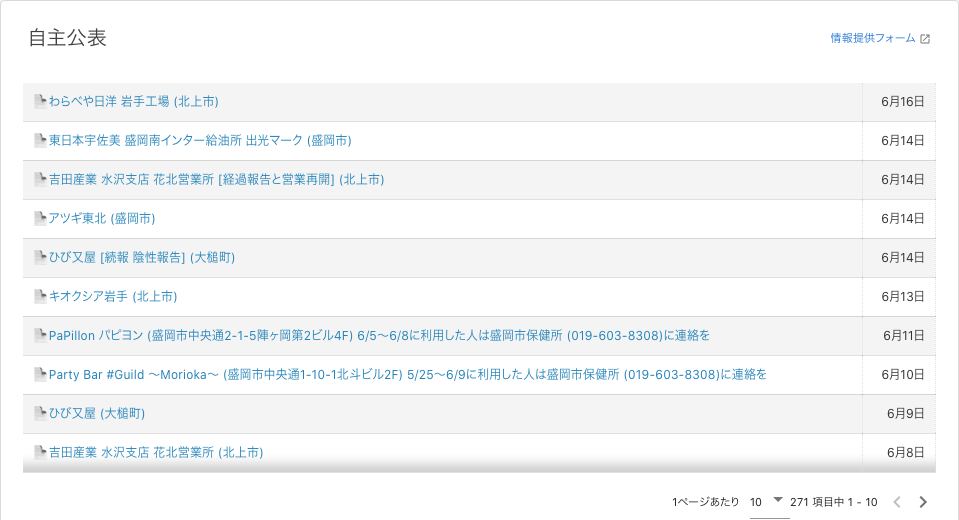 自主公表
情報提供フォーム
わらべや日洋 岩手工場 (北上市) 6月16日
東日本宇佐美 盛岡南インター給油所 出光マーク (盛岡市) 6月14日
吉田産業 水沢支店 花北営業所 [経過報告と営業再開] (北上市) 6月14日
アツギ東北 (盛岡市) 6月14日
ひび又屋 [続報 陰性報告] (大槌町) 6月14日
キオクシア岩手 (北上市) 6月13日
PaPillon パピヨン (盛岡市中央通2-1-5陣ヶ岡第2ビル4F) 6/5〜6/8に利用した人は盛岡市保健所 (019-603-8308)に連絡を 6月11日
Party Bar #Guild 〜Morioka〜 (盛岡市中央通1-10-1北斗ビル2F) 5/25〜6/9に利用した人は盛岡市保健所 (019-603-8308)に連絡を 6月10日
ひび又屋 (大槌町) 6月9日
吉田産業 水沢支店 花北営業所 (北上市) 6月8日
1ページあたり 10 271 項目中 1 - 10